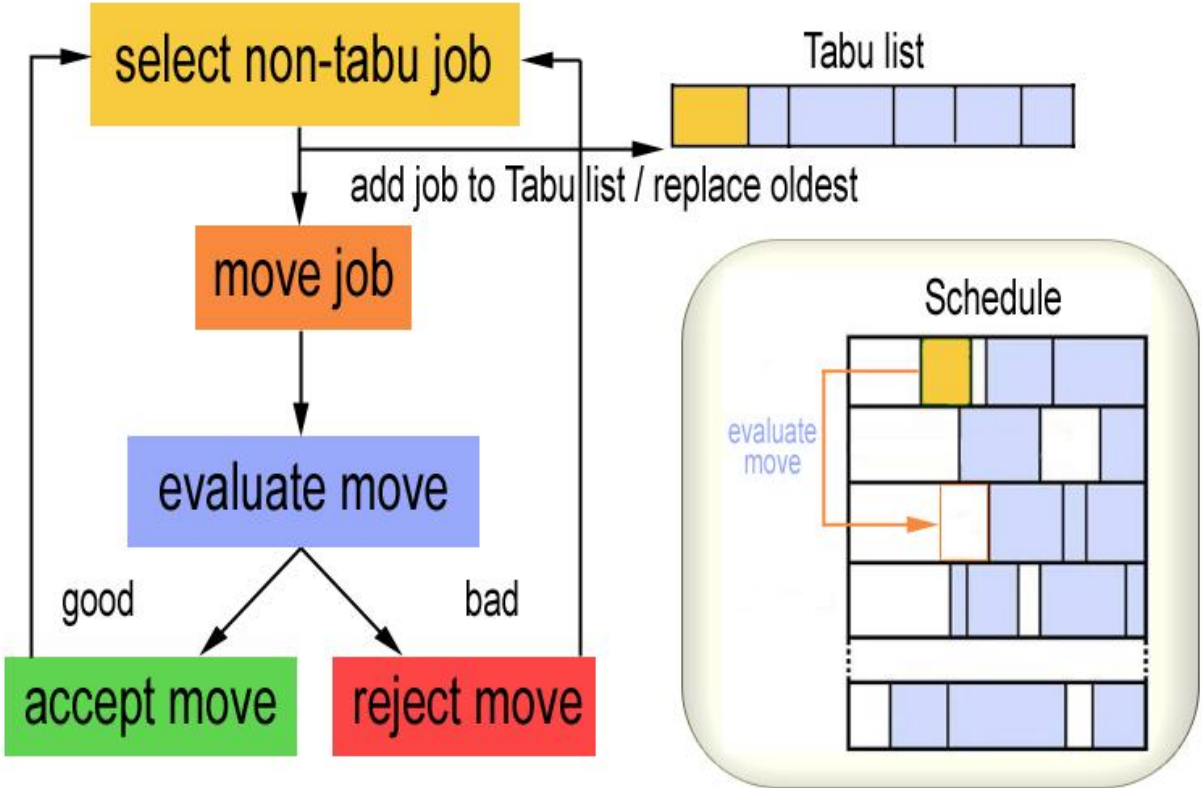 select non-tabu job
Tabu list
add job to Tabu list / replace oldest
move job
Schedule
evaluate
move
evaluate move
good
bad
accept move
reject move